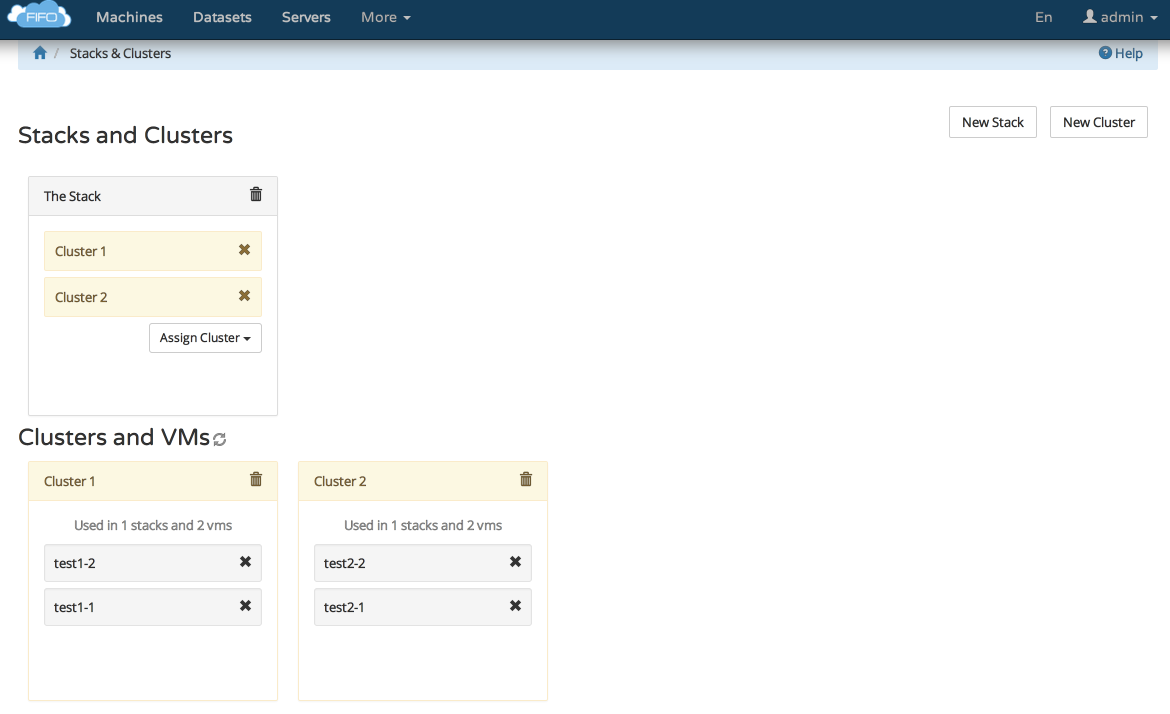 FIFO Machines Datasets Servers More En admin
/ Stacks & Clusters ? Help
Stacks and Clusters
New Stack New Cluster
The Stack
Cluster 1
Cluster 2
Assign Cluster
Clusters and VMs
Cluster 1
Used in 1 stacks and 2 vms
test1-2
test1-1
Cluster 2
Used in 1 stacks and 2 vms
test2-2
test2-1